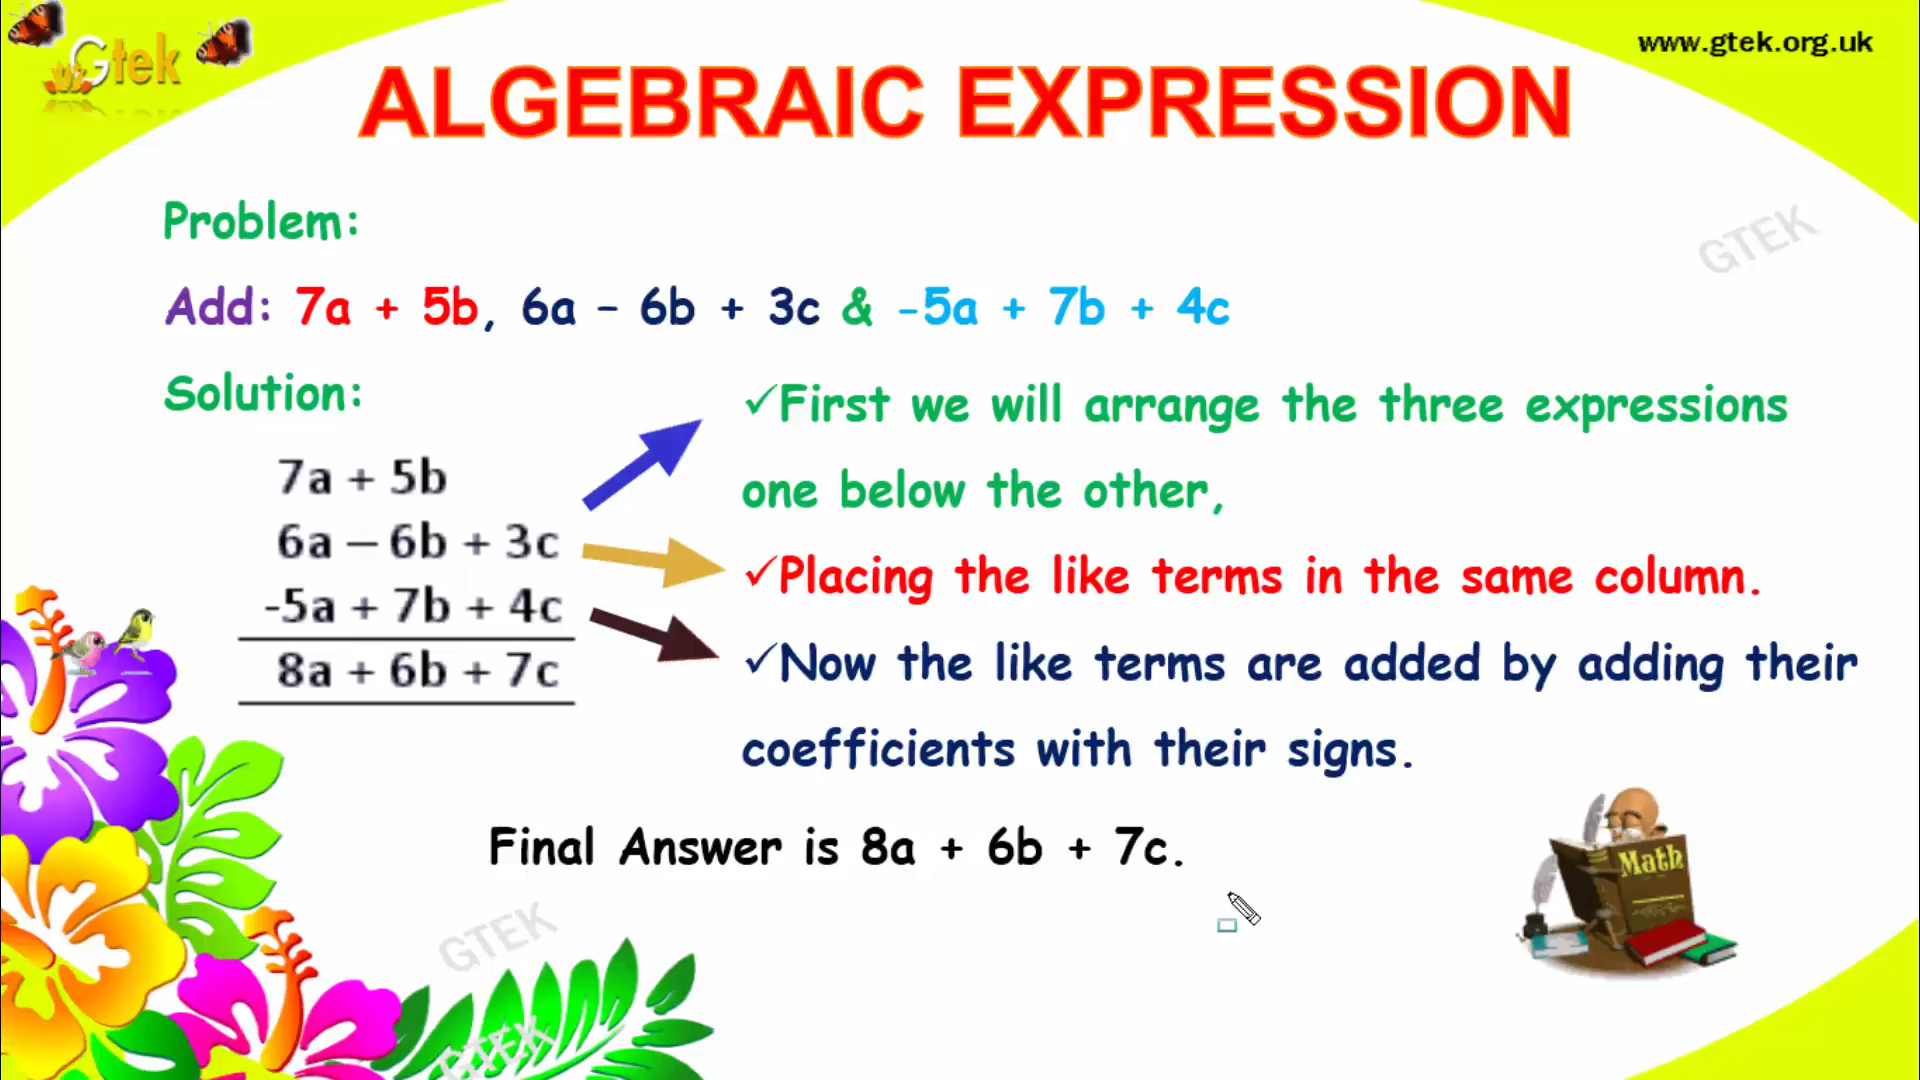 Gtek
www.gtek.org.uk
ALGEBRAIC EXPRESSION
Problem:
GTEK
Add: 7a + 5b, 6a – 6b + 3c & -5a + 7b + 4c
Solution:
✓First we will arrange the three expressions
one below the other,
7a + 5b
6a – 6b + 3c
-5a + 7b + 4c
8a + 6b + 7c
✓Placing the like terms in the same column.
✓Now the like terms are added by adding their
coefficients with their signs.
Final Answer is 8a + 6b + 7c.
Math
GTEK
GTEK